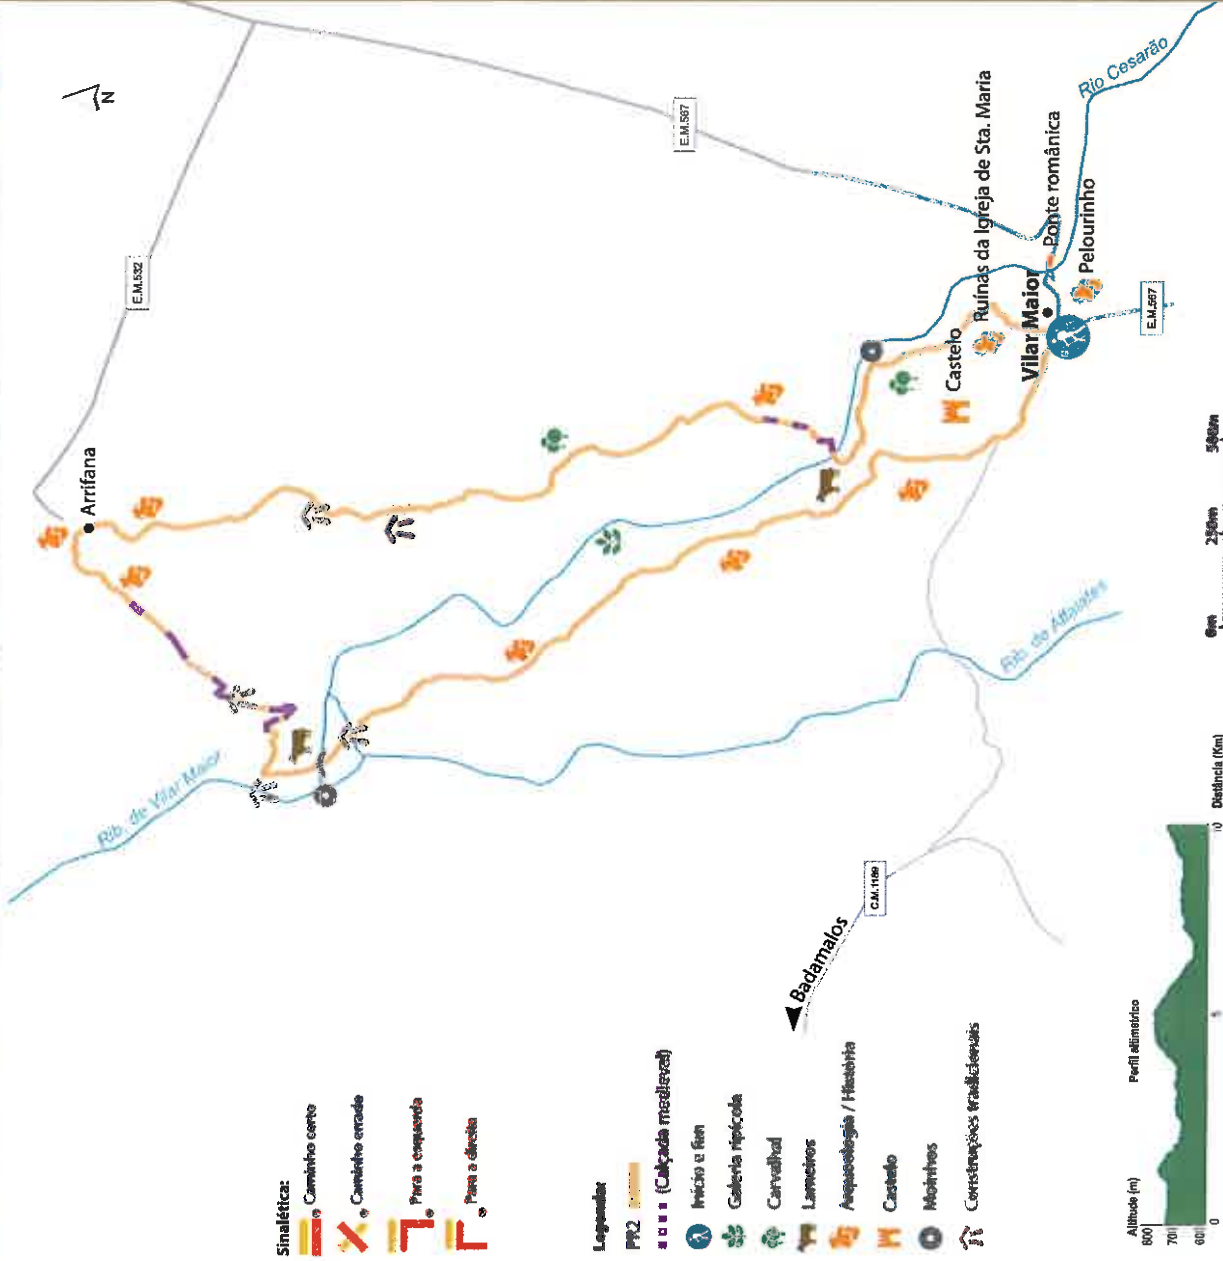 N
E.M.532
E.M.567
Arrifana
Rio Cesarão
Ruínas da Igreja de Sta. Maria
Ponte românica
Pelourinho
Vilar Maior
Castelo
E.M.567
Rib. de Vilar Maior
Rib. de Alfaiates
Badamalos
C.M.1189
Sinalética:
Caminho certo
Caminho errado
Para a esquerda
Para a direita
Legenda:
PR2
(Calçada medieval)
Início e fim
Galeria ripícola
Carvalhal
Lameiros
Arqueologia / História
Castelo
Moinhos
Construções tradicionais
0m 250m 500m
Perfil altimétrico
Altitude (m)
800
700
600
0 5 10
Distância (Km)